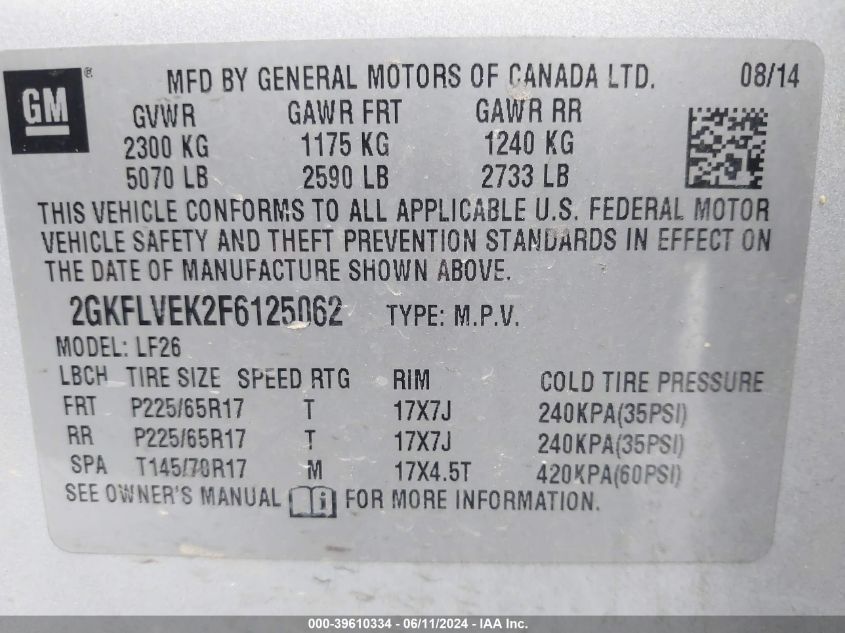 GM ®
MFD BY GENERAL MOTORS OF CANADA LTD. 08/14
GVWR GAWR FRT GAWR RR
2300 KG 1175 KG 1240 KG
5070 LB 2590 LB 2733 LB
THIS VEHICLE CONFORMS TO ALL APPLICABLE U.S. FEDERAL MOTOR
VEHICLE SAFETY AND THEFT PREVENTION STANDARDS IN EFFECT ON
THE DATE OF MANUFACTURE SHOWN ABOVE.
2GKFLVEK2F6125062 TYPE: M.P.V.
MODEL: LF26
LBCH TIRE SIZE SPEED RTG RIM COLD TIRE PRESSURE
FRT P225/65R17 T 17X7J 240KPA(35PSI)
RR P225/65R17 T 17X7J 240KPA(35PSI)
SPA T145/70R17 M 17X4.5T 420KPA(60PSI)
SEE OWNER'S MANUAL i FOR MORE INFORMATION.
000-39610334 - 06/11/2024 - IAA Inc.